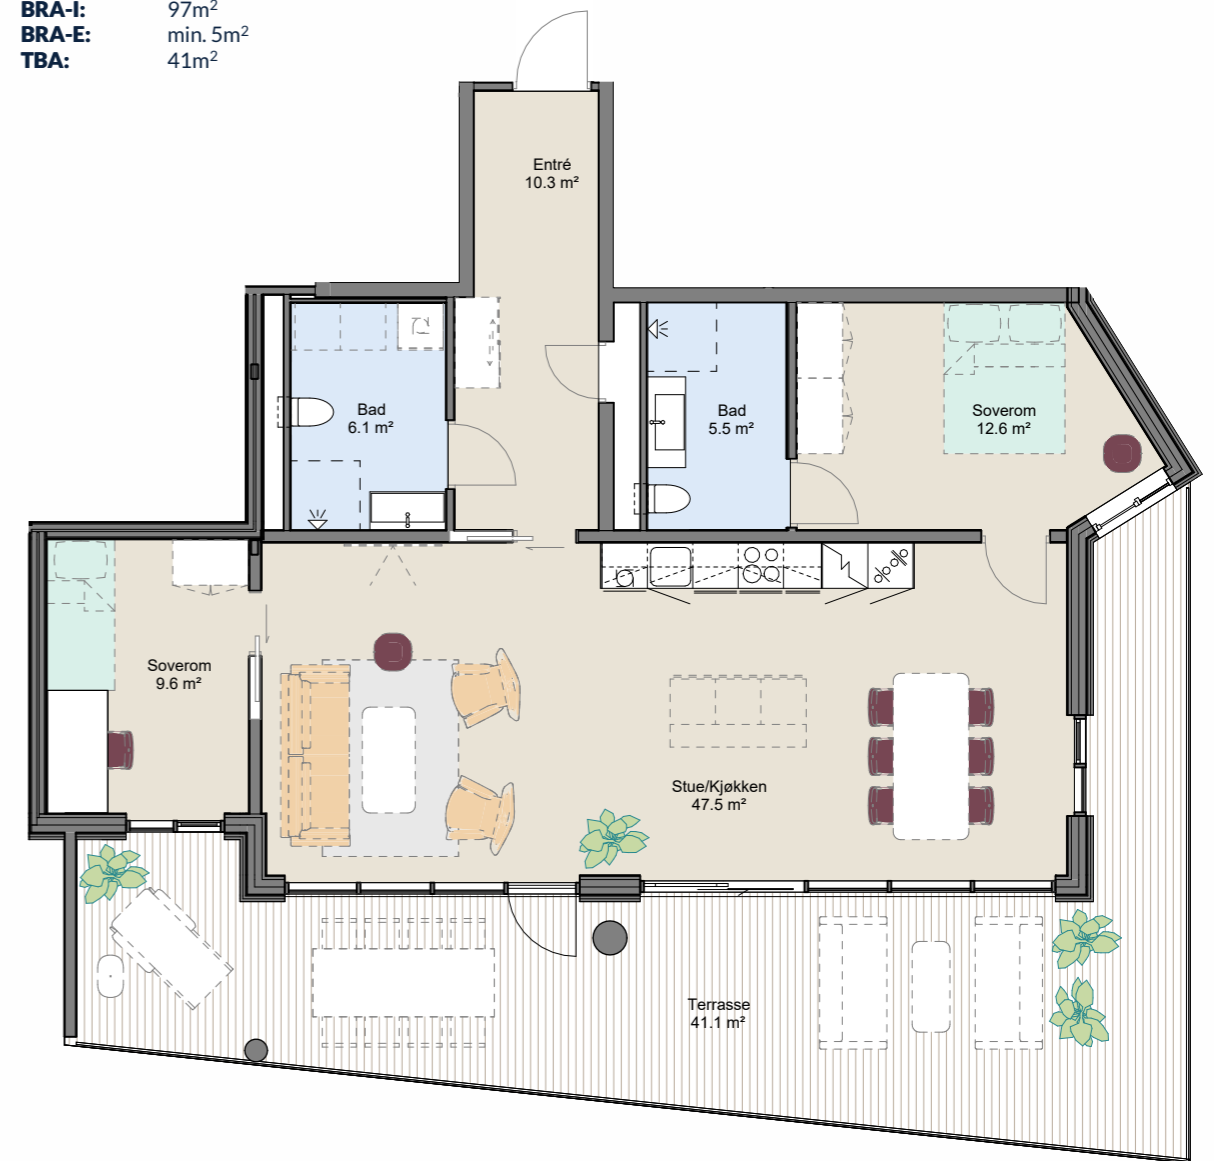 BRA-I: 97m²
BRA-E: min. 5m²
TBA: 41m²
Entré
10.3 m²
Bad
6.1 m²
Bad
5.5 m²
Soverom
12.6 m²
Soverom
9.6 m²
Stue/Kjøkken
47.5 m²
Terrasse
41.1 m²